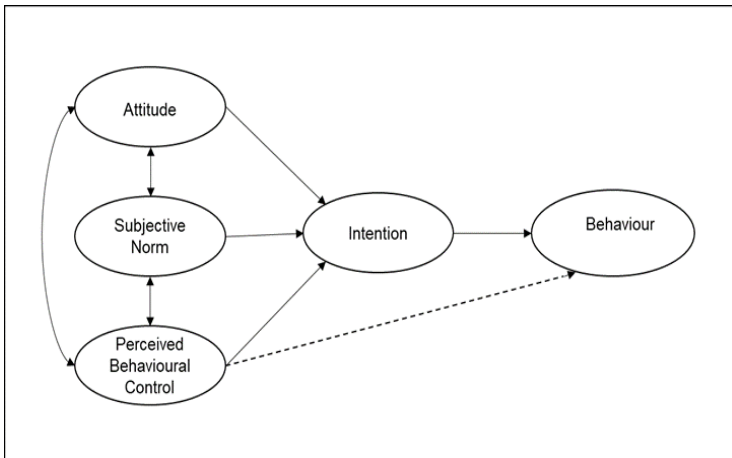 Attitude
Subjective
Norm
Intention
Behaviour
Perceived
Behavioural
Control